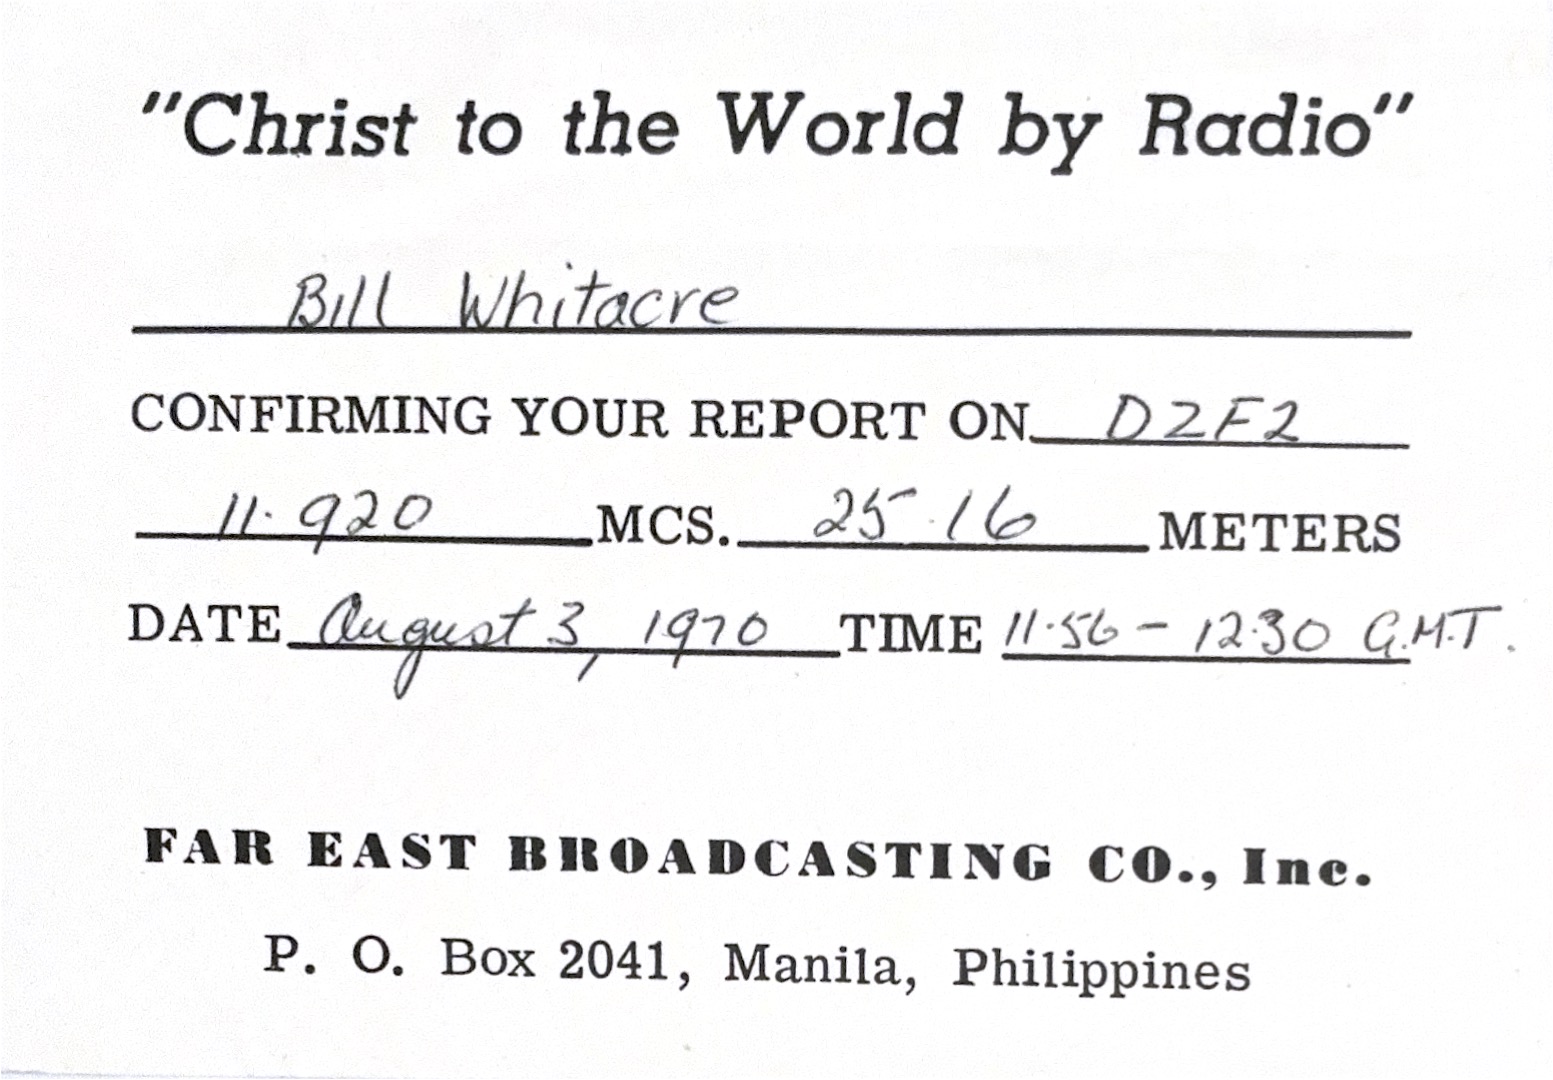 "Christ to the World by Radio"
Bill Whitacre
CONFIRMING YOUR REPORT ON DZF2
11.920 MCS. 25.16 METERS
DATE August 3, 1970 TIME 11.56 - 12.30 G.M.T.
FAR EAST BROADCASTING CO., Inc.
P. O. Box 2041, Manila, Philippines